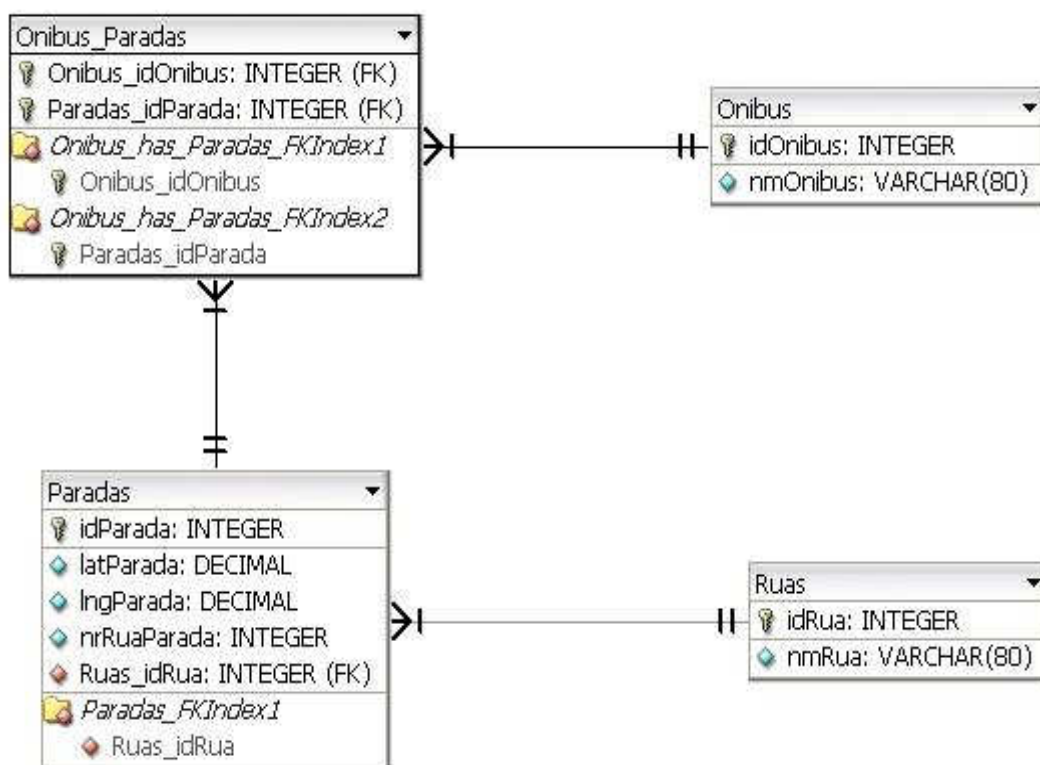 Onibus_Paradas
Onibus_idOnibus: INTEGER (FK)
Paradas_idParada: INTEGER (FK)
Onibus_has_Paradas_FKIndex1
Onibus_idOnibus
Onibus_has_Paradas_FKIndex2
Paradas_idParada
Onibus
idOnibus: INTEGER
nmOnibus: VARCHAR(80)
Paradas
idParada: INTEGER
latParada: DECIMAL
lngParada: DECIMAL
nrRuaParada: INTEGER
Ruas_idRua: INTEGER (FK)
Paradas_FKIndex1
Ruas_idRua
Ruas
idRua: INTEGER
nmRua: VARCHAR(80)